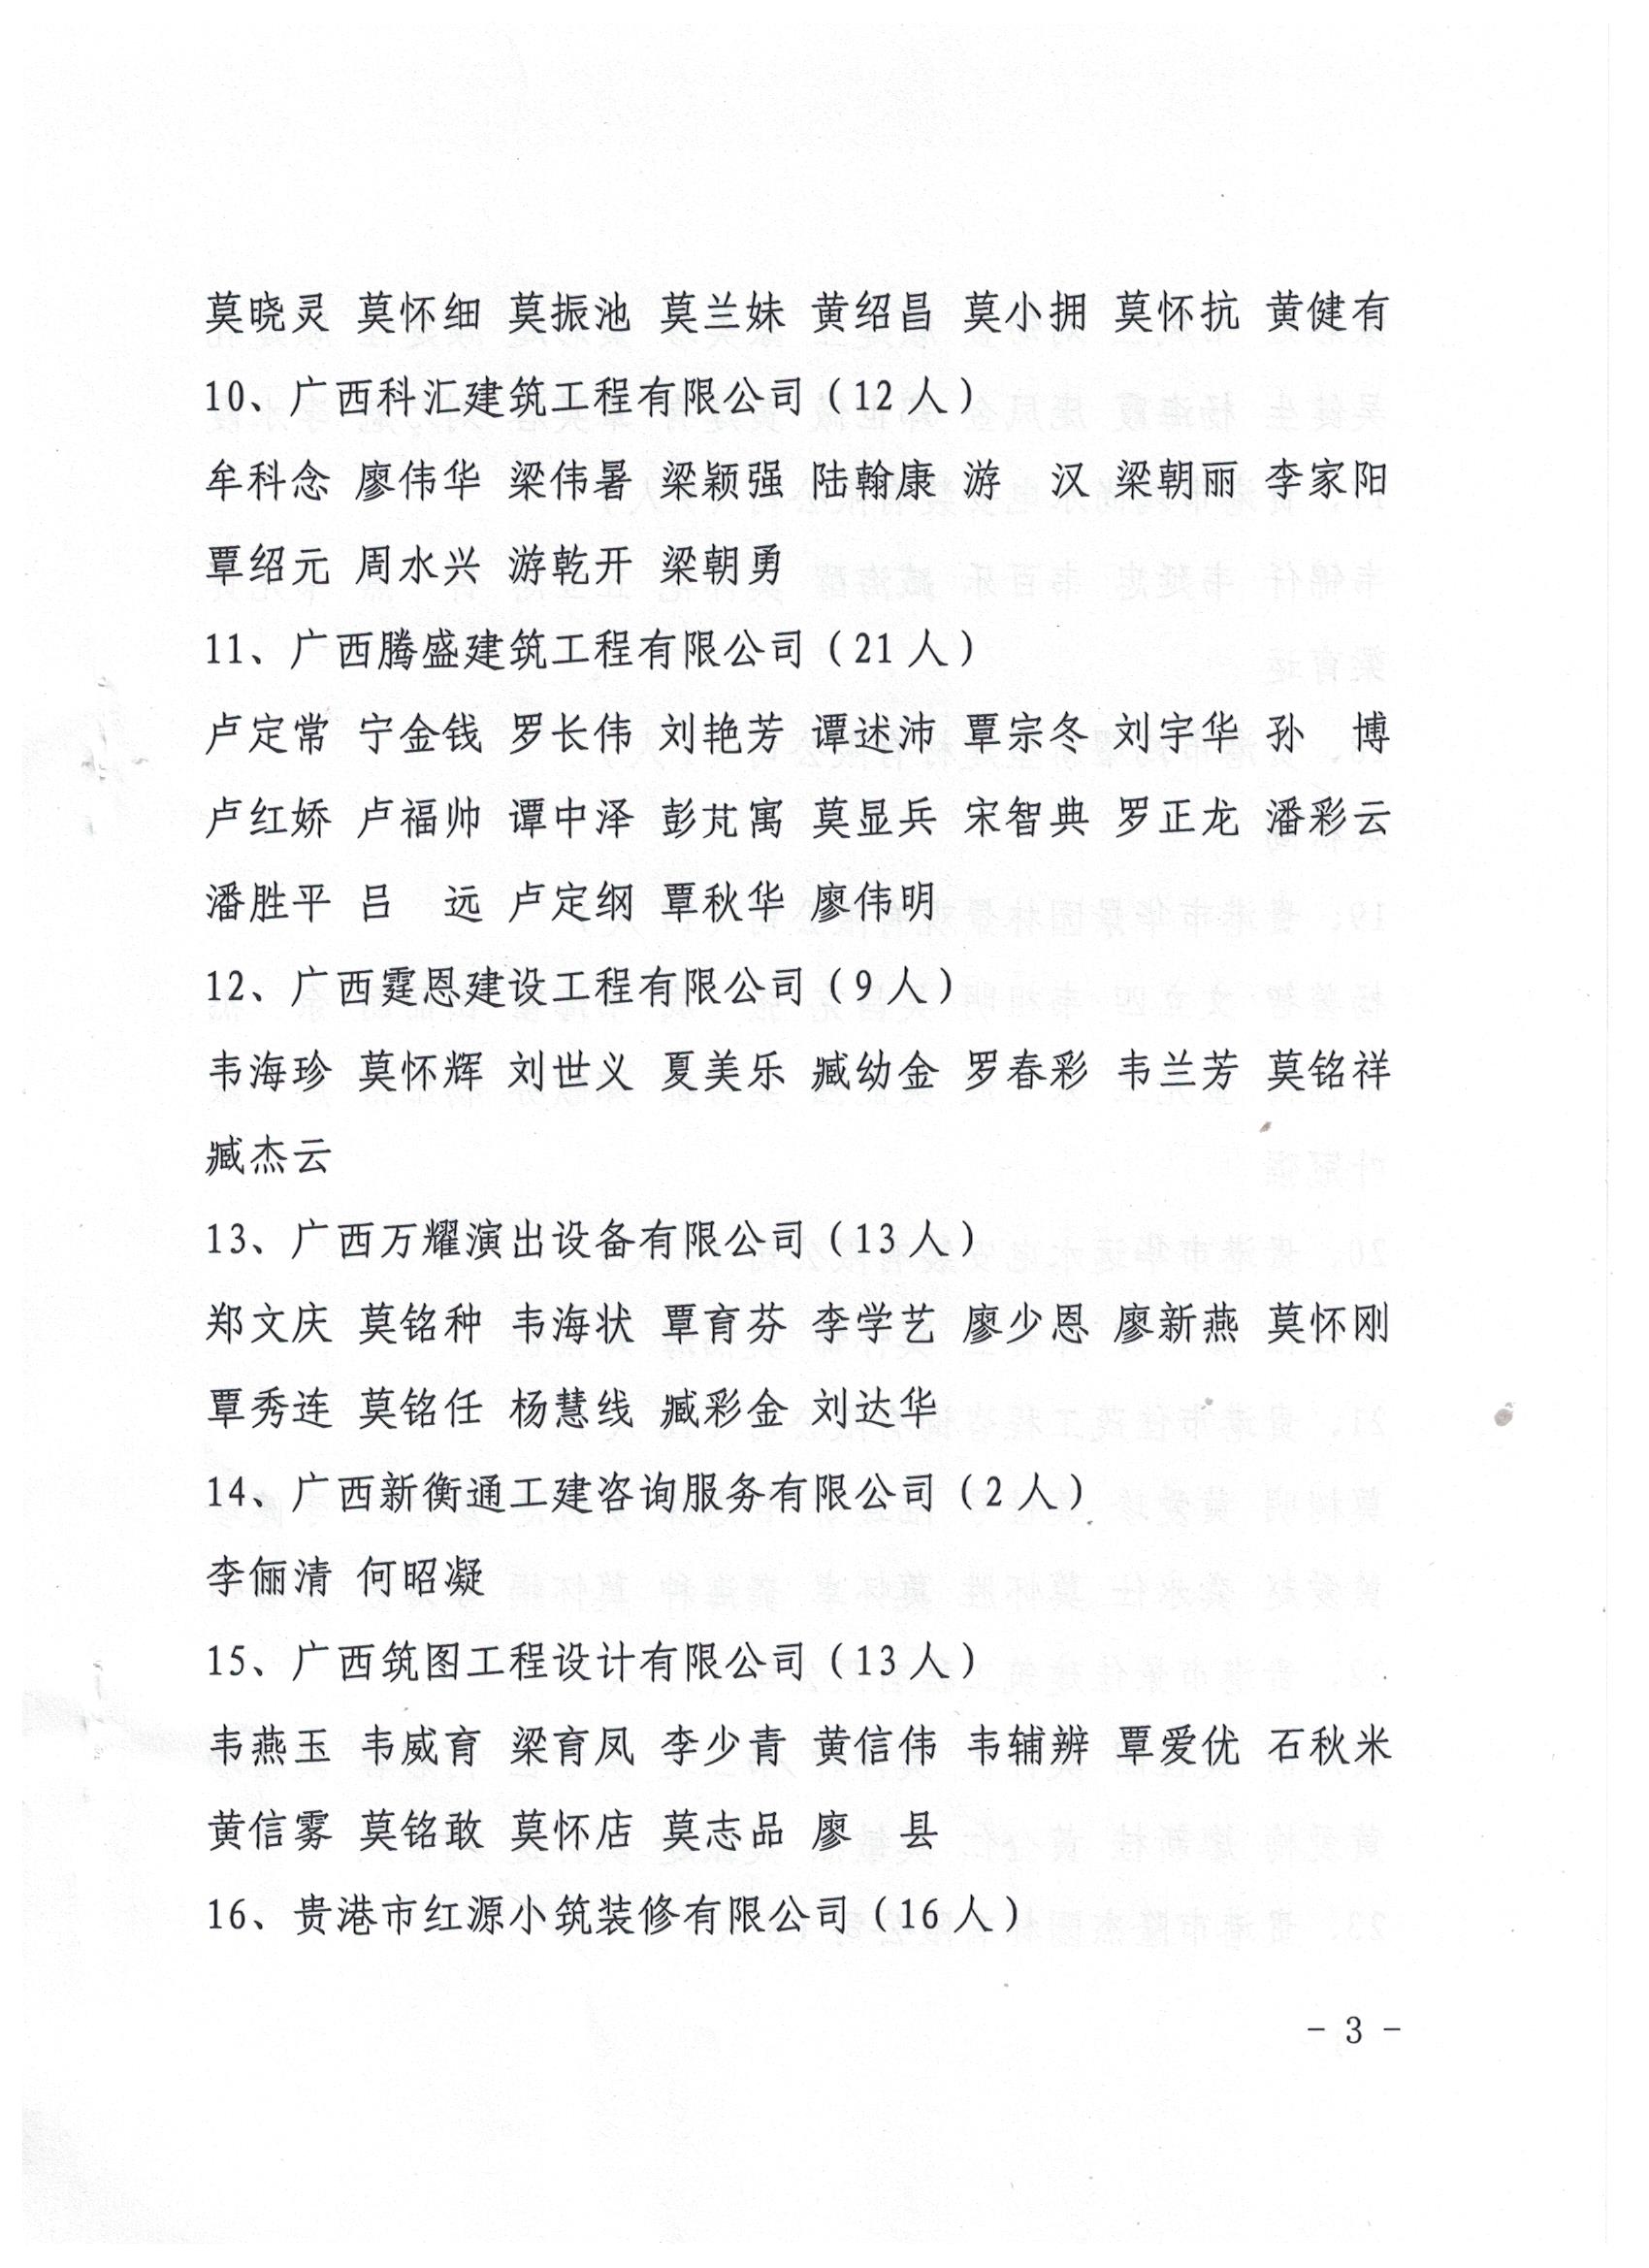 莫晓灵 莫怀细 莫振池 莫兰妹 黄绍昌 莫小拥 莫怀抗 黄健有
10、广西科汇建筑工程有限公司（12 人）
牟科念 廖伟华 梁伟暑 梁颖强 陆翰康 游　汉 梁朝丽 李家阳
覃绍元 周水兴 游乾开 梁朝勇
11、广西腾盛建筑工程有限公司（21 人）
卢定常 宁金钱 罗长伟 刘艳芳 谭述沛 覃宗冬 刘宇华 孙　博
卢红娇 卢福帅 谭中泽 彭芃寓 莫显兵 宋智典 罗正龙 潘彩云
潘胜平 吕　远 卢定纲 覃秋华 廖伟明
12、广西霆恩建设工程有限公司（9 人）
韦海珍 莫怀辉 刘世义 夏美乐 臧幼金 罗春彩 韦兰芳 莫铭祥
臧杰云
13、广西万耀演出设备有限公司（13 人）
郑文庆 莫铭种 韦海状 覃育芬 李学艺 廖少恩 廖新燕 莫怀刚
覃秀连 莫铭任 杨慧线 臧彩金 刘达华
14、广西新衡通工建咨询服务有限公司（2 人）
李俪清 何昭凝
15、广西筑图工程设计有限公司（13 人）
韦燕玉 韦威育 梁育凤 李少青 黄信伟 韦辅辨 覃爱优 石秋米
黄信雾 莫铭敢 莫怀店 莫志品 廖　县
16、贵港市红源小筑装修有限公司（16 人）
- 3 -